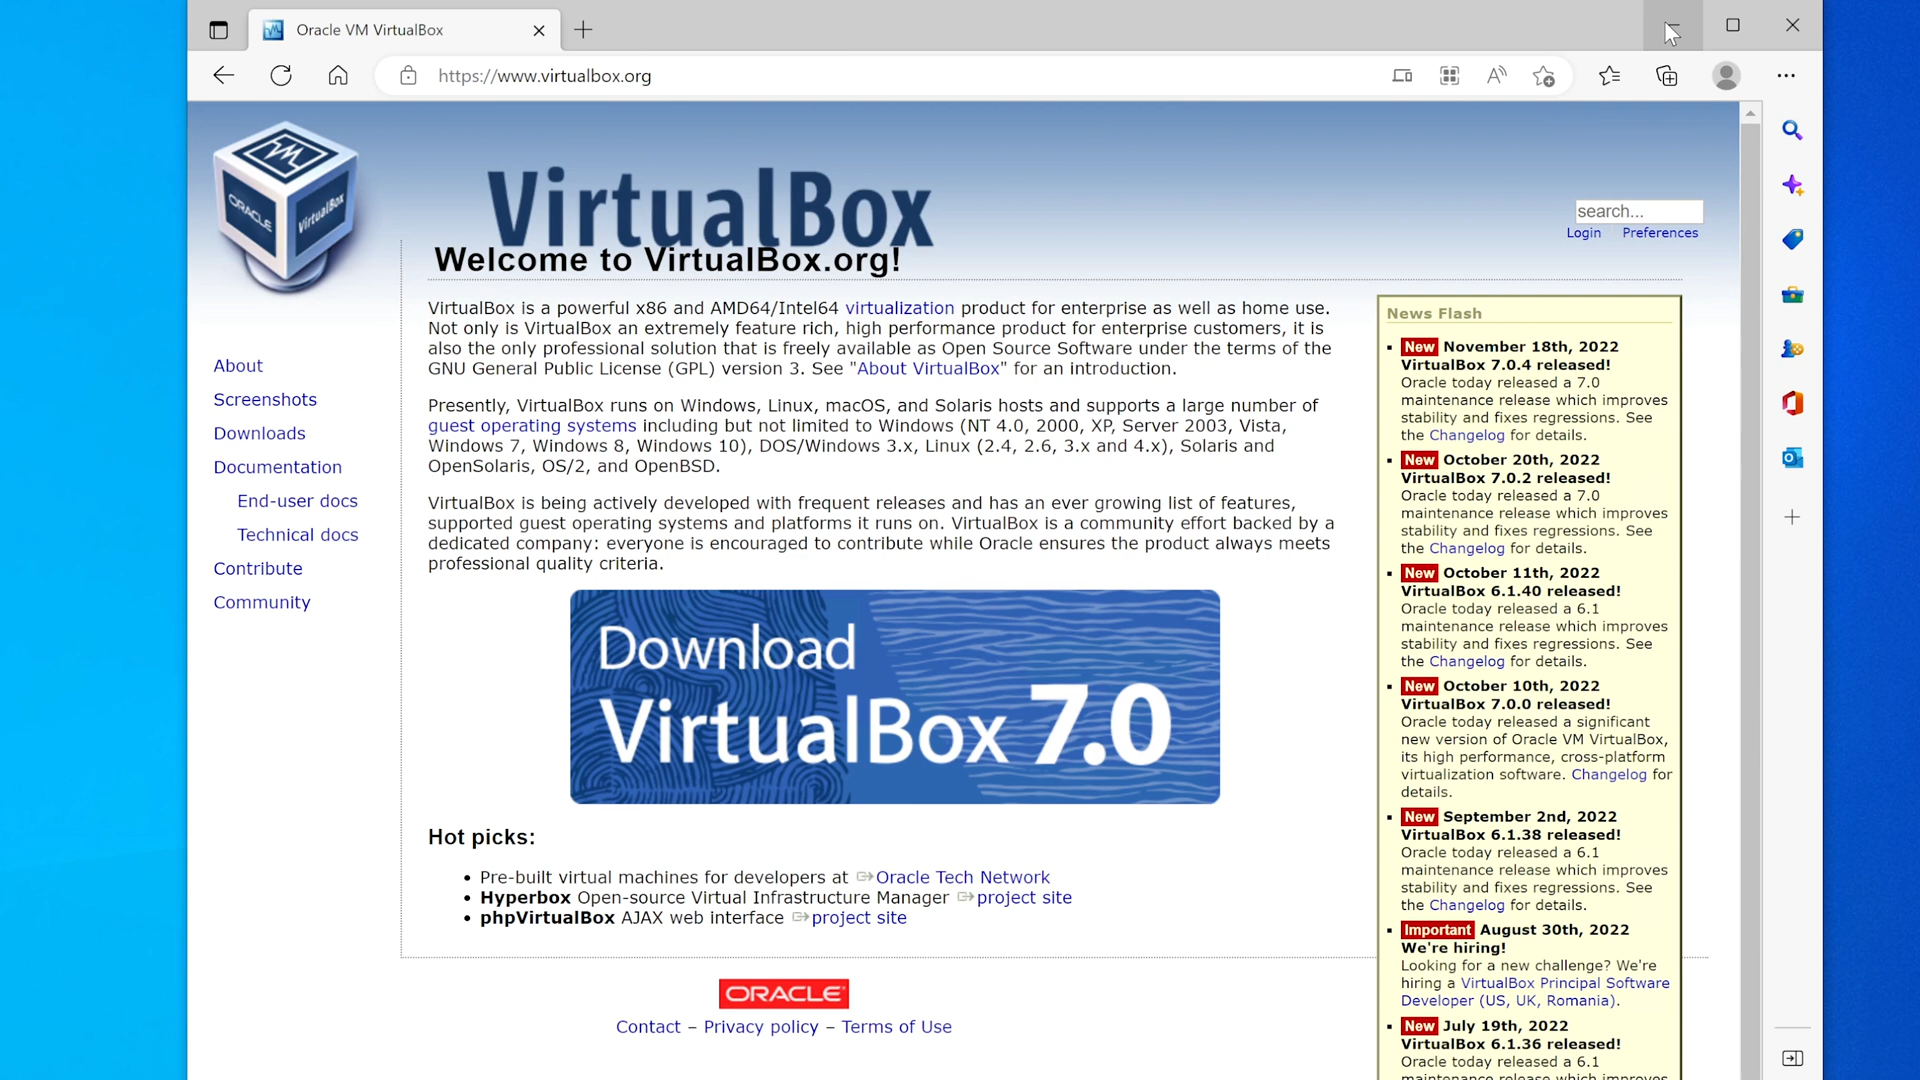 Oracle VM VirtualBox
https://www.virtualbox.org
ORACLE
VirtualBox
VirtualBox
search...
Login Preferences
Welcome to VirtualBox.org!
About
Screenshots
Downloads
Documentation
End-user docs
Technical docs
Contribute
Community
VirtualBox is a powerful x86 and AMD64/Intel64 virtualization product for enterprise as well as home use.
Not only is VirtualBox an extremely feature rich, high performance product for enterprise customers, it is
also the only professional solution that is freely available as Open Source Software under the terms of the
GNU General Public License (GPL) version 3. See "About VirtualBox" for an introduction.
Presently, VirtualBox runs on Windows, Linux, macOS, and Solaris hosts and supports a large number of
guest operating systems including but not limited to Windows (NT 4.0, 2000, XP, Server 2003, Vista,
Windows 7, Windows 8, Windows 10), DOS/Windows 3.x, Linux (2.4, 2.6, 3.x and 4.x), Solaris and
OpenSolaris, OS/2, and OpenBSD.
VirtualBox is being actively developed with frequent releases and has an ever growing list of features,
supported guest operating systems and platforms it runs on. VirtualBox is a community effort backed by a
dedicated company: everyone is encouraged to contribute while Oracle ensures the product always meets
professional quality criteria.
Download
VirtualBox 7.0
Hot picks:
• Pre-built virtual machines for developers at Oracle Tech Network
• Hyperbox Open-source Virtual Infrastructure Manager project site
• phpVirtualBox AJAX web interface project site
ORACLE
Contact – Privacy policy – Terms of Use
News Flash
New November 18th, 2022
VirtualBox 7.0.4 released!
Oracle today released a 7.0
maintenance release which improves
stability and fixes regressions. See
the Changelog for details.
New October 20th, 2022
VirtualBox 7.0.2 released!
Oracle today released a 7.0
maintenance release which improves
stability and fixes regressions. See
the Changelog for details.
New October 11th, 2022
VirtualBox 6.1.40 released!
Oracle today released a 6.1
maintenance release which improves
stability and fixes regressions. See
the Changelog for details.
New October 10th, 2022
VirtualBox 7.0.0 released!
Oracle today released a significant
new version of Oracle VM VirtualBox,
its high performance, cross-platform
virtualization software. Changelog for
details.
New September 2nd, 2022
VirtualBox 6.1.38 released!
Oracle today released a 6.1
maintenance release which improves
stability and fixes regressions. See
the Changelog for details.
Important August 30th, 2022
We're hiring!
Looking for a new challenge? We're
hiring a VirtualBox Principal Software
Developer (US, UK, Romania).
New July 19th, 2022
VirtualBox 6.1.36 released!
Oracle today released a 6.1
maintenance release which improves